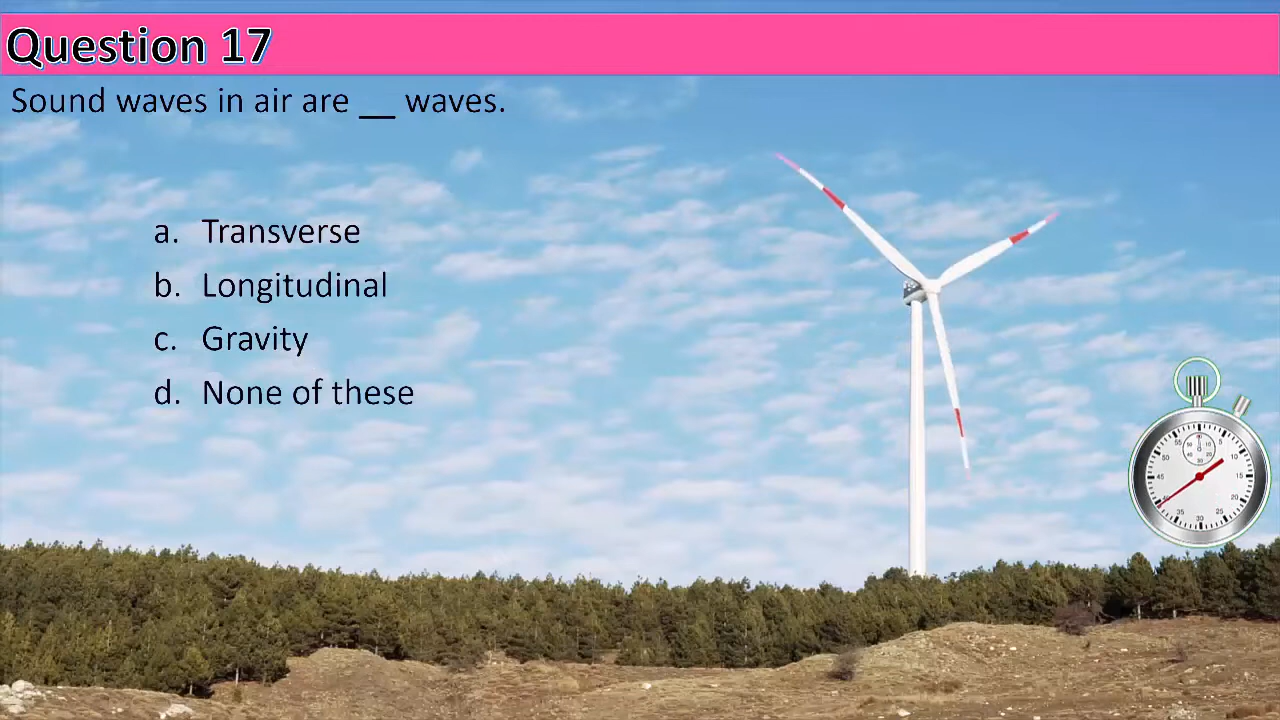 Question 17
Sound waves in air are __ waves.
a. Transverse
b. Longitudinal
c. Gravity
d. None of these